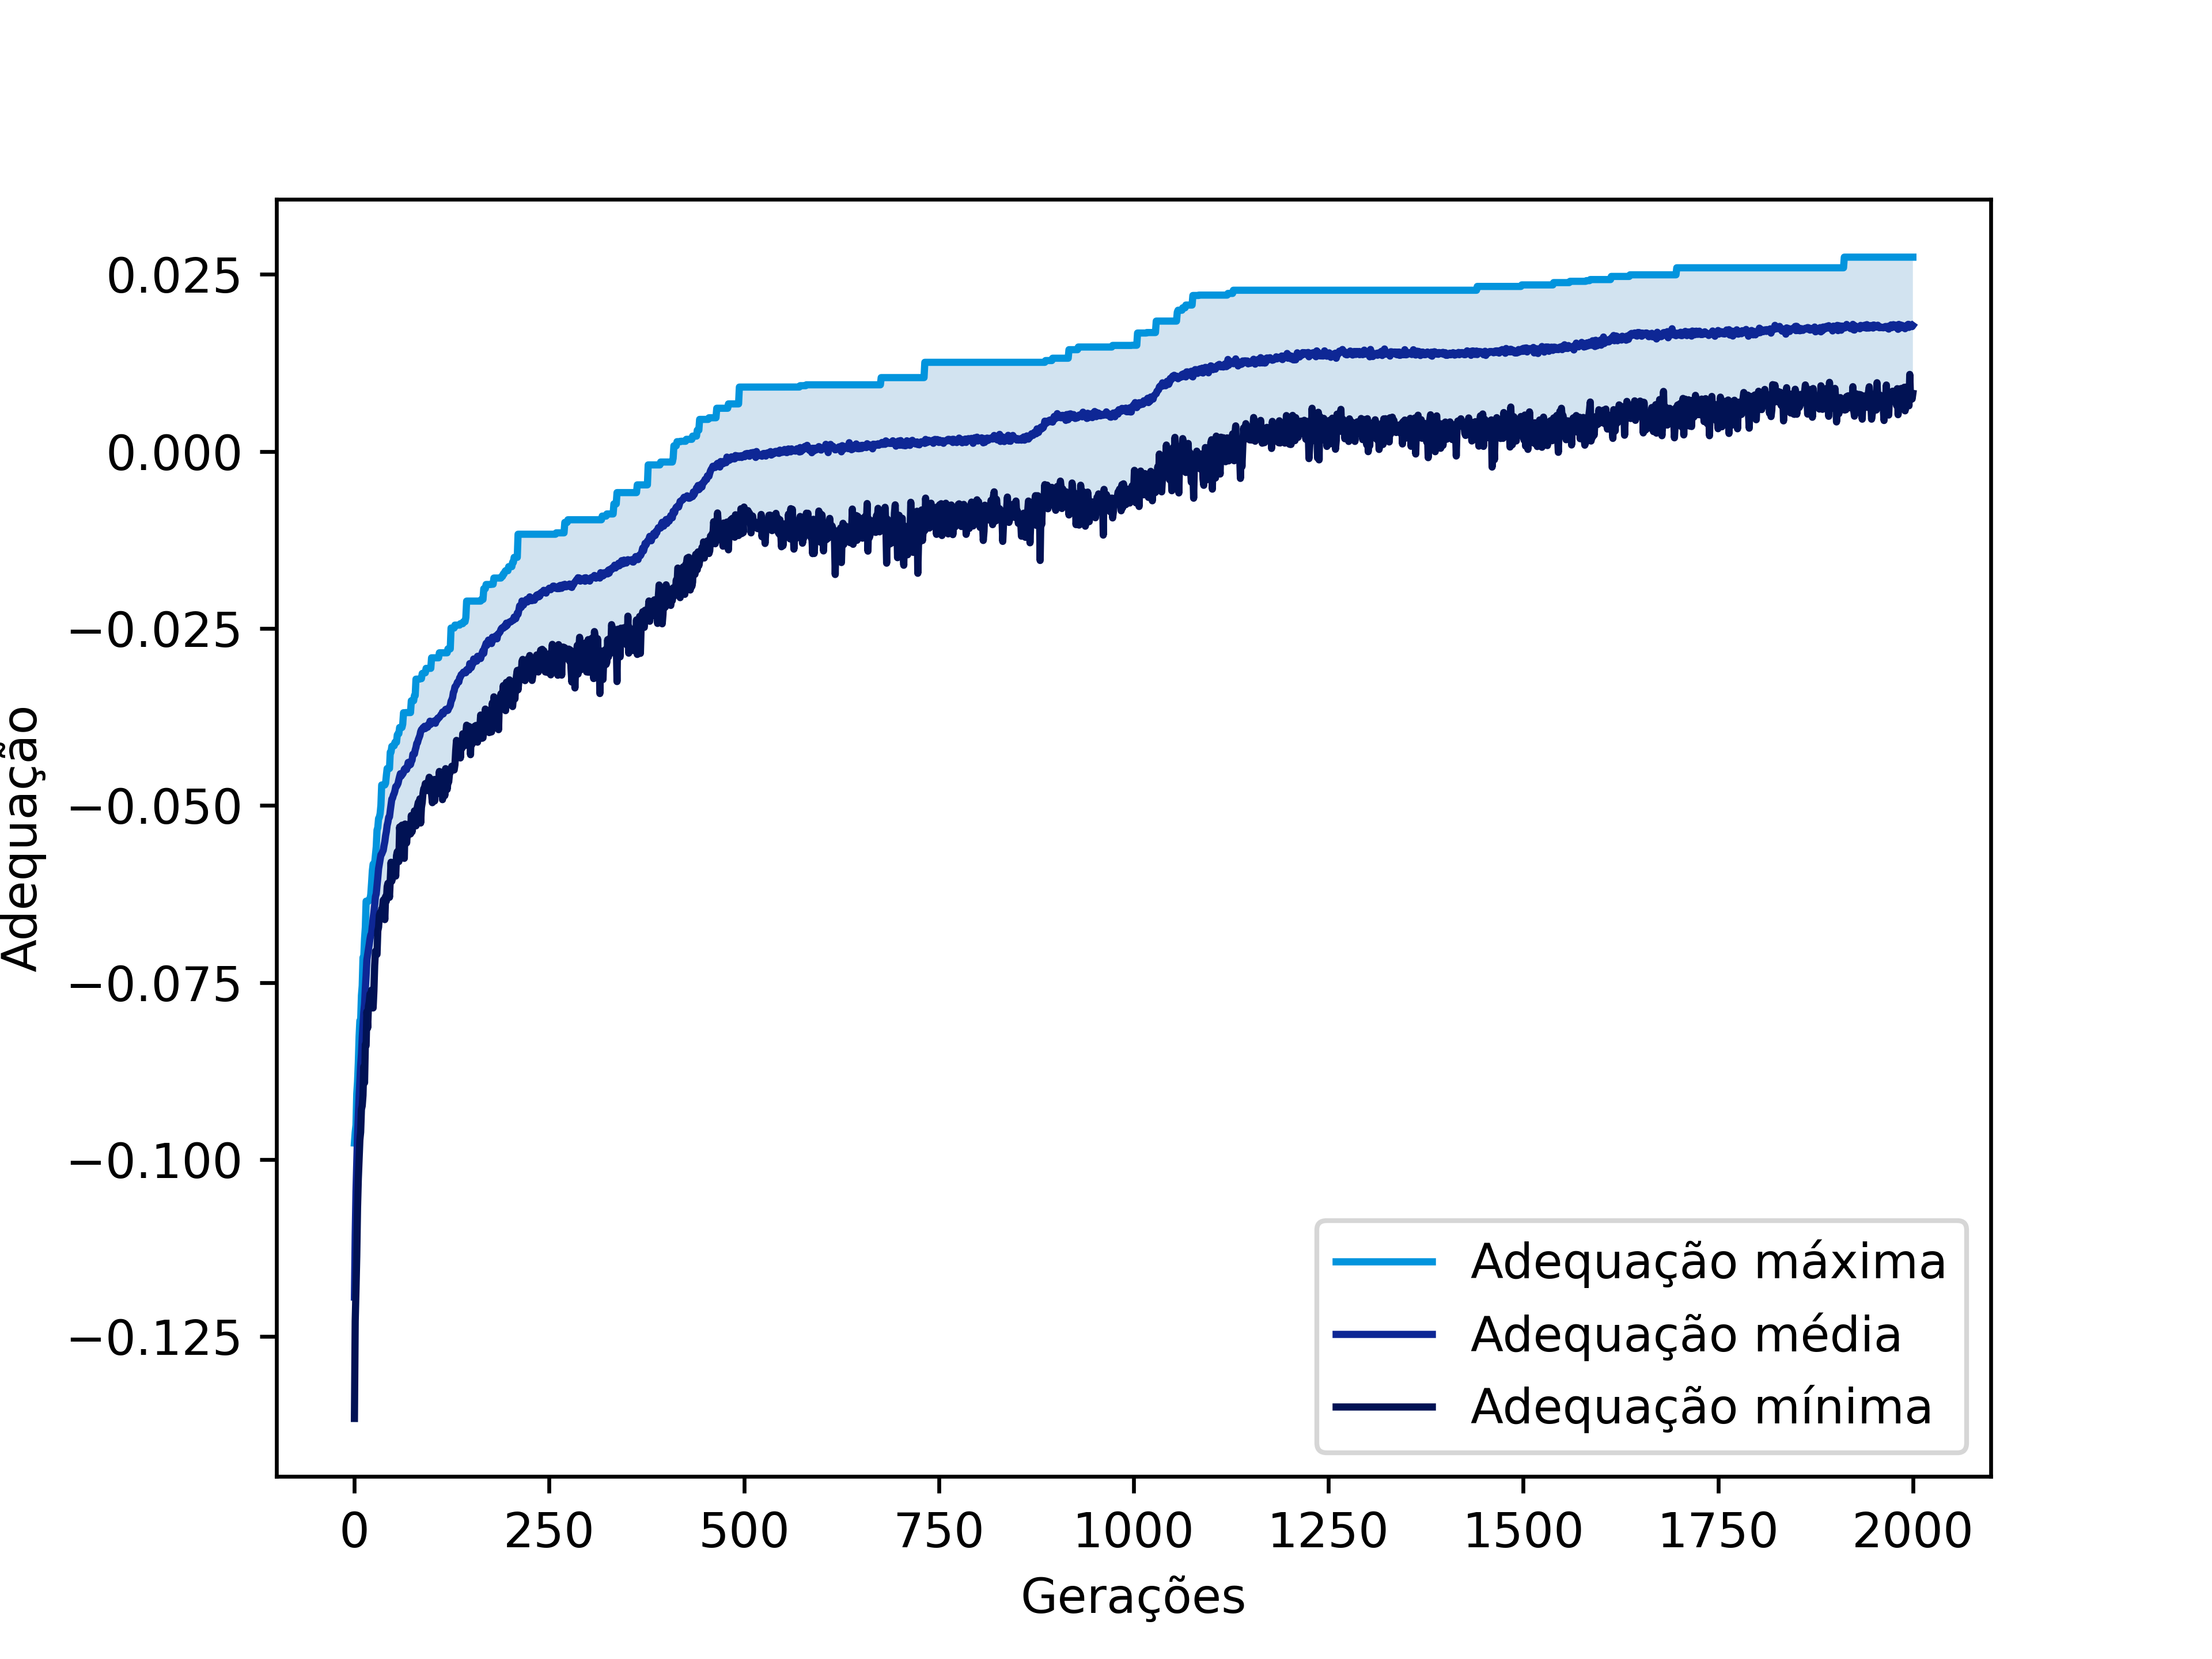 0.025
0.000
−0.025
−0.050
−0.075
−0.100
−0.125
Adequação
0 250 500 750 1000 1250 1500 1750 2000
Gerações
Adequação máxima
Adequação média
Adequação mínima